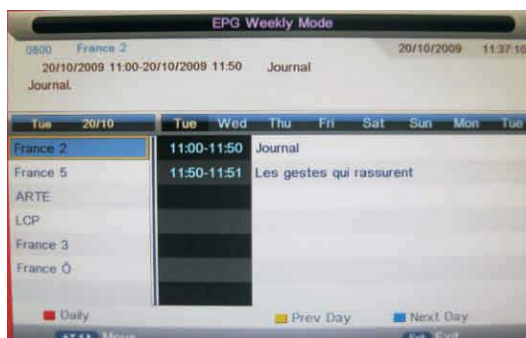 EPG Weekly Mode
0800 France 2 20/10/2009 11:37:16
20/10/2009 11:00-20/10/2009 11:50 Journal
Journal.
Tue 20/10 Tue Wed Thu Fri Sat Sun Mon Tue
France 2 11:00-11:50 Journal
France 5 11:50-11:51 Les gestes qui rassurent
ARTE
LCP
France 3
France Ô
Daily Prev Day Next Day
Move Exit Exit